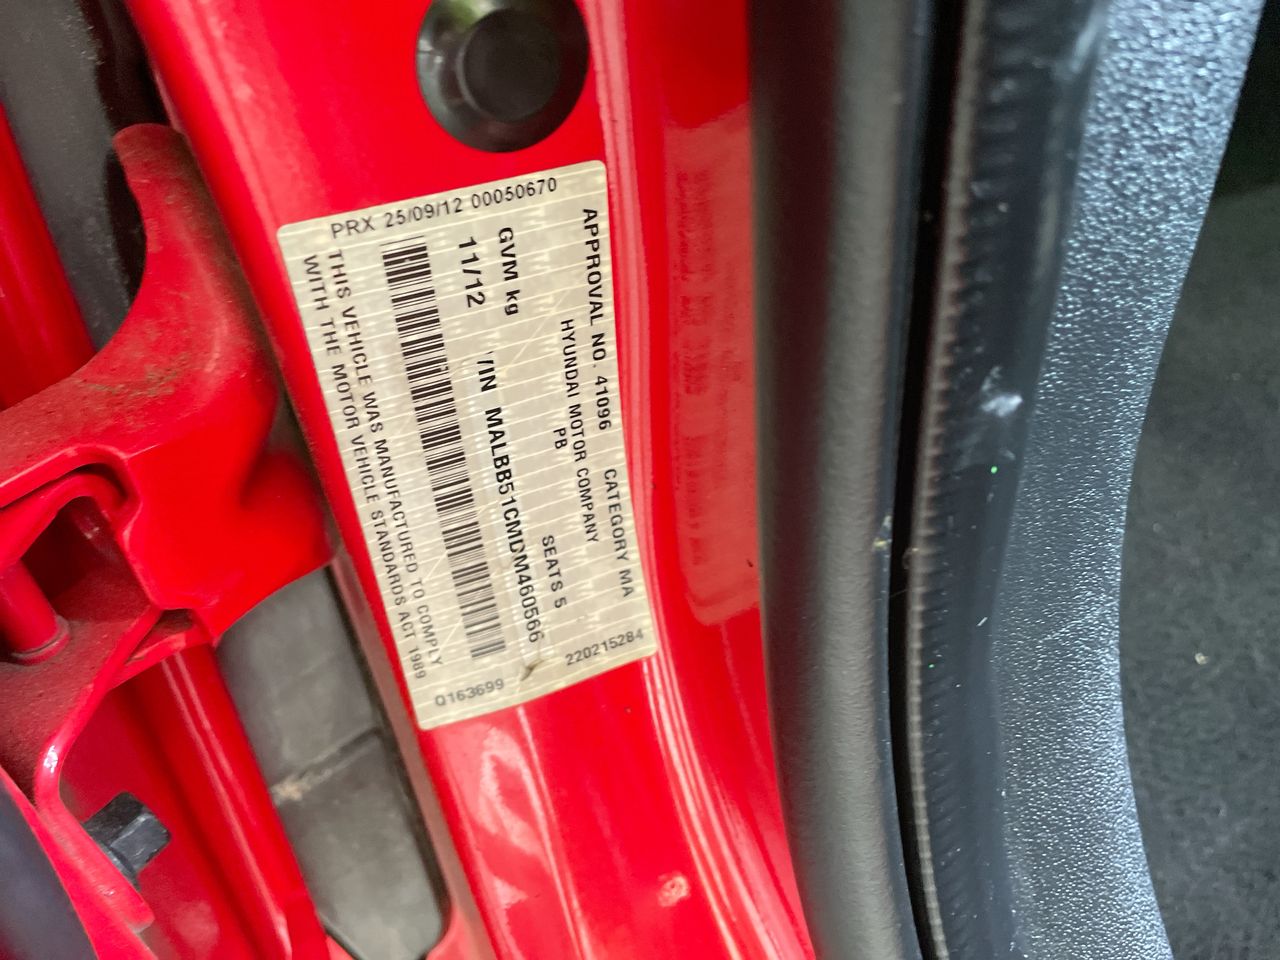 APPROVAL NO. 41096 CATEGORY MA
HYUNDAI MOTOR COMPANY
PB SEATS 5
GVM kg
11/12 VIN MALBB51CMDM460566
THIS VEHICLE WAS MANUFACTURED TO COMPLY
WITH THE MOTOR VEHICLE STANDARDS ACT 1989
PRX 25/09/12 00050670
Q163699 220215284